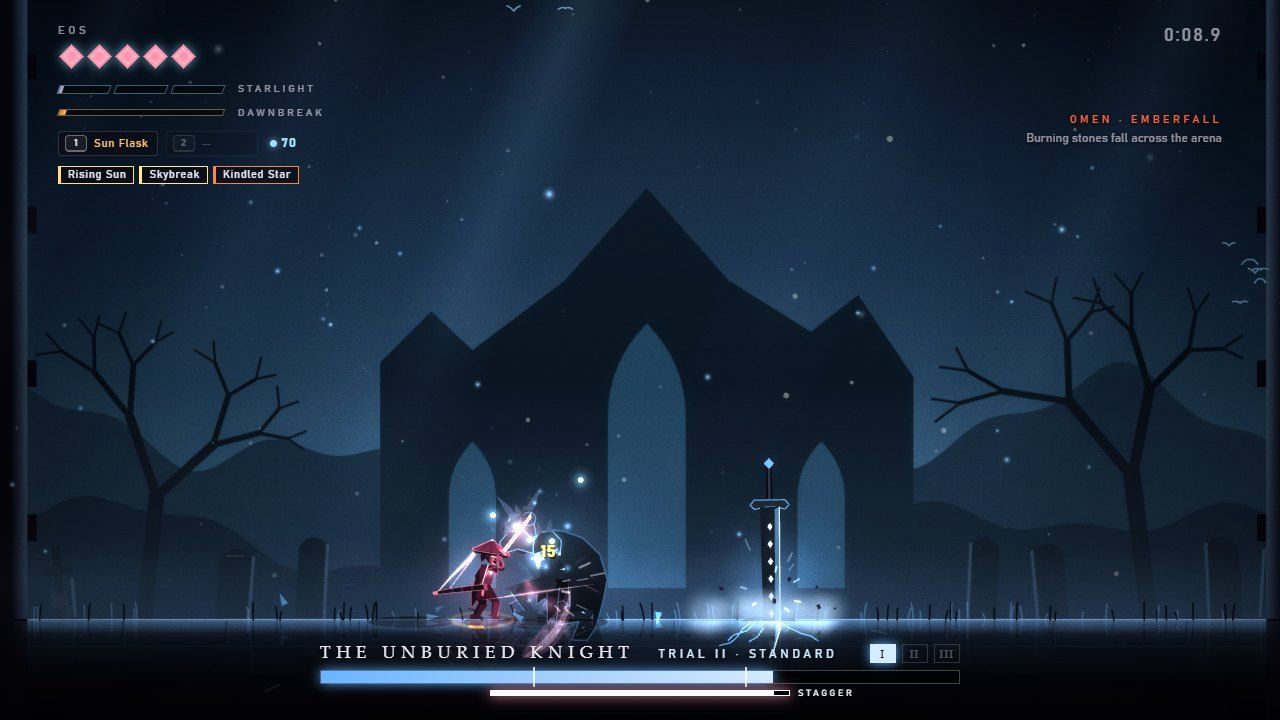 EOS
0:08.9
STARLIGHT
DAWNBREAK
OMEN · EMBERFALL
Burning stones fall across the arena
1 Sun Flask 2 — 70
Rising Sun Skybreak Kindled Star
15
THE UNBURIED KNIGHT TRIAL II · STANDARD I II III
STAGGER